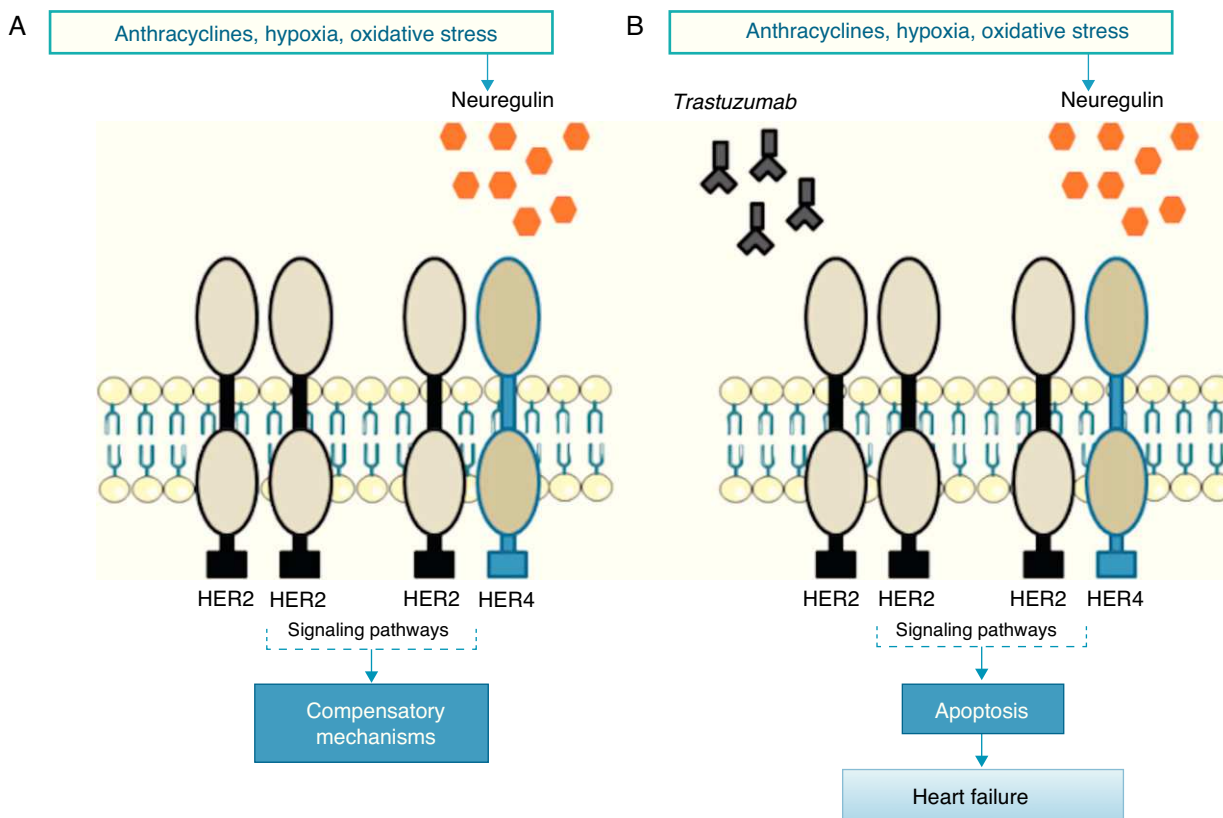 A
Anthracyclines, hypoxia, oxidative stress
Neuregulin
HER2 HER2 HER2 HER4
Signaling pathways
Compensatory
mechanisms
B
Anthracyclines, hypoxia, oxidative stress
Trastuzumab
Neuregulin
HER2 HER2 HER2 HER4
Signaling pathways
Apoptosis
Heart failure